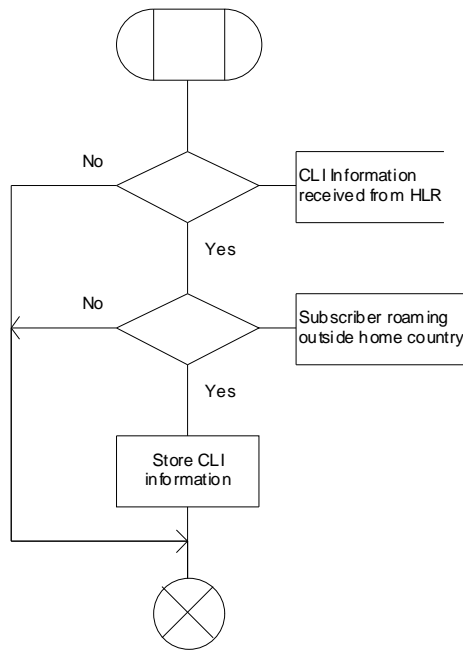 No
CLI Information
received from HLR
Yes
No
Subscriber roaming
outside home country
Yes
Store CLI
information